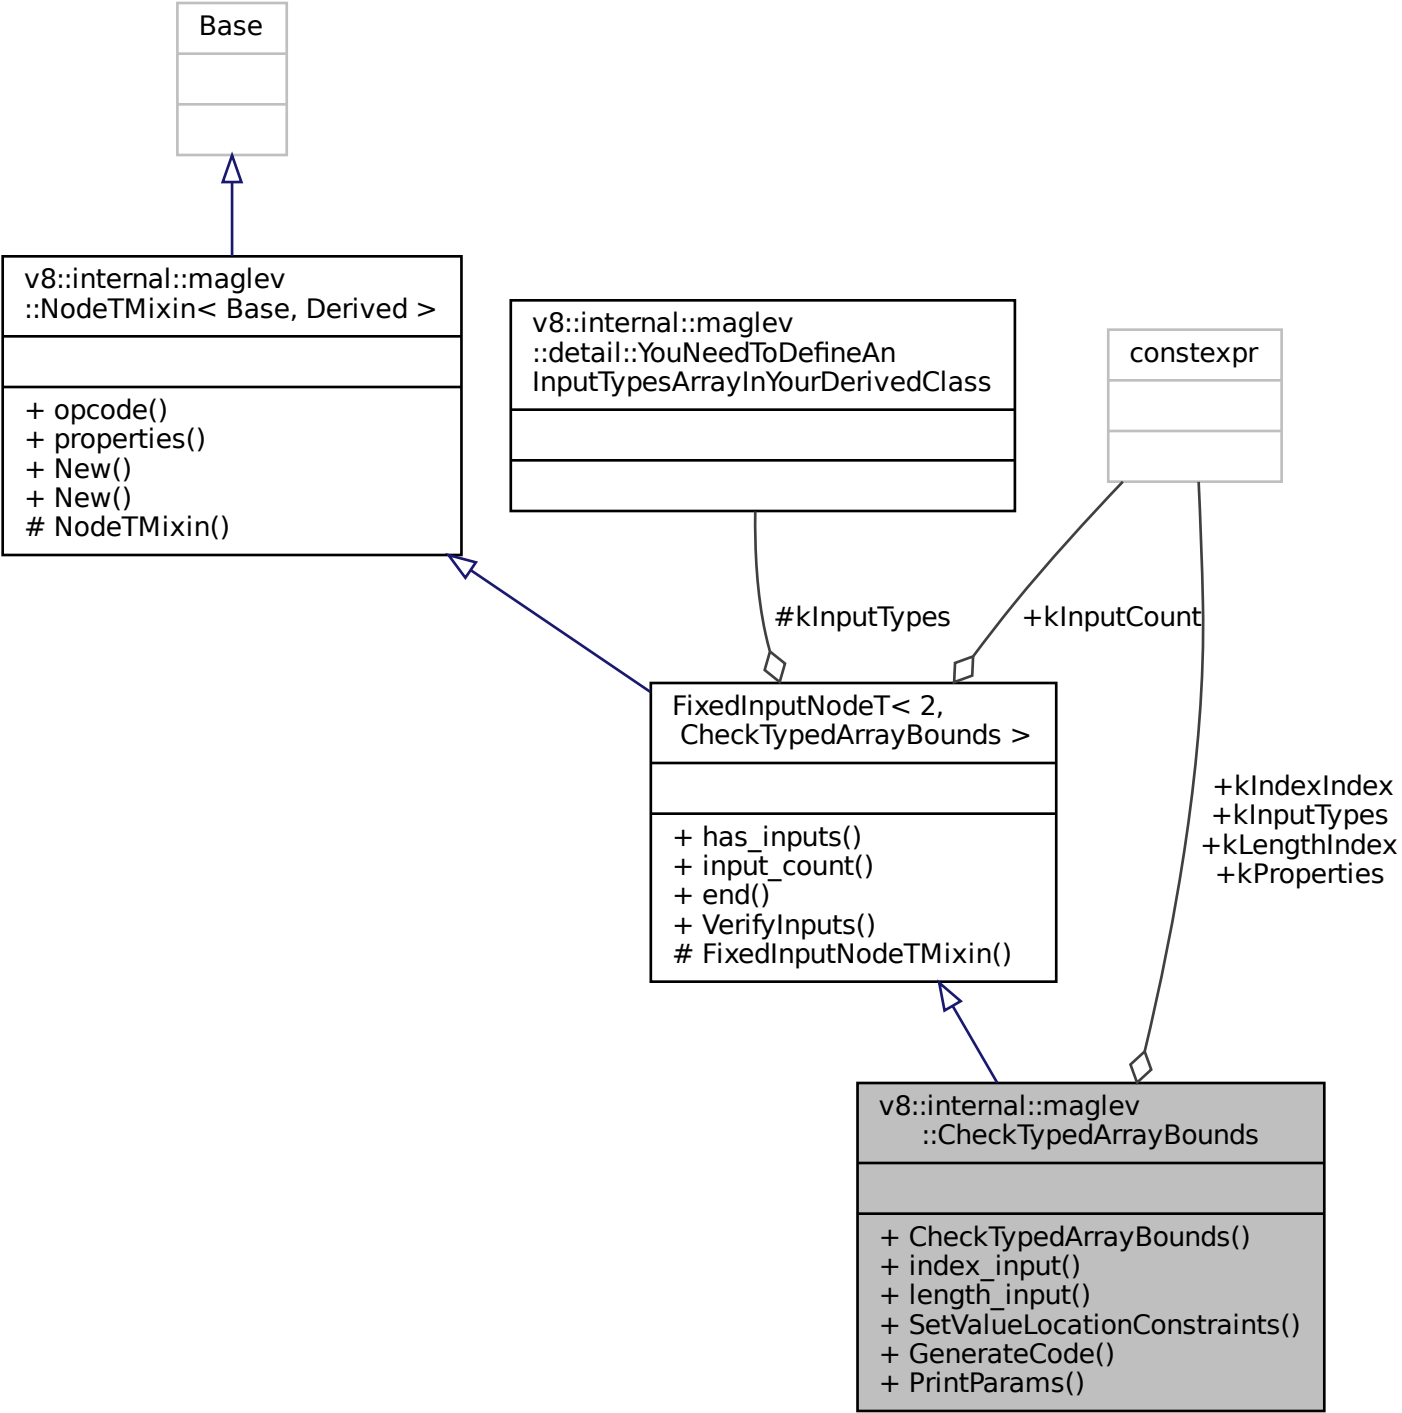 Base
v8::internal::maglev
::NodeTMixin< Base, Derived >
+ opcode()
+ properties()
+ New()
+ New()
# NodeTMixin()
v8::internal::maglev
::detail::YouNeedToDefineAn
InputTypesArrayInYourDerivedClass
constexpr
#kInputTypes
+kInputCount
FixedInputNodeT< 2,
CheckTypedArrayBounds >
+ has_inputs()
+ input_count()
+ end()
+ VerifyInputs()
# FixedInputNodeTMixin()
+kIndexIndex
+kInputTypes
+kLengthIndex
+kProperties
v8::internal::maglev
::CheckTypedArrayBounds
+ CheckTypedArrayBounds()
+ index_input()
+ length_input()
+ SetValueLocationConstraints()
+ GenerateCode()
+ PrintParams()